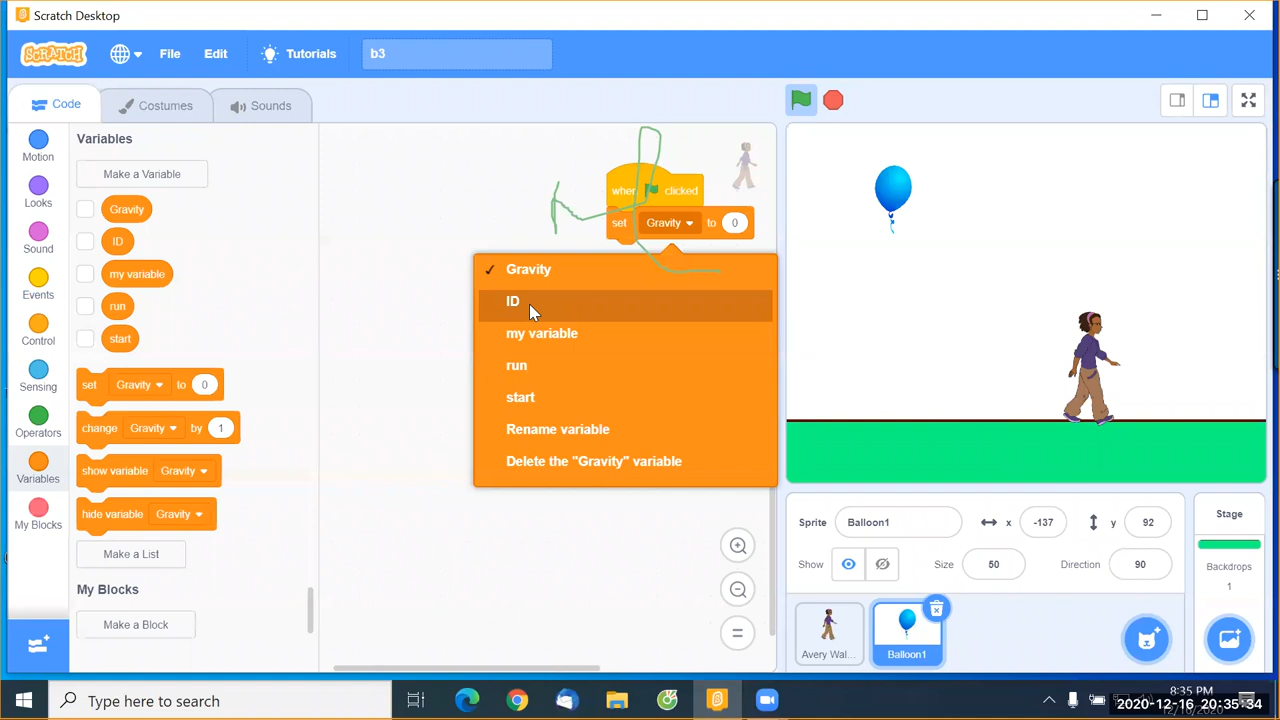 Scratch Desktop
SCRATCH
File
Edit
Tutorials
b3
Code
Costumes
Sounds
Motion
Looks
Sound
Events
Control
Sensing
Operators
Variables
My Blocks
Variables
Make a Variable
Gravity
ID
my variable
run
start
set Gravity to 0
change Gravity by 1
show variable Gravity
hide variable Gravity
Make a List
My Blocks
Make a Block
when clicked
set Gravity to 0
✓ Gravity
ID
my variable
run
start
Rename variable
Delete the "Gravity" variable
Sprite Balloon1 x -137 y 92
Show Size 50 Direction 90
Avery Wal...
Balloon1
Stage
Backdrops
1
Type here to search
8:35 PM
2020-12-16 20:35:34